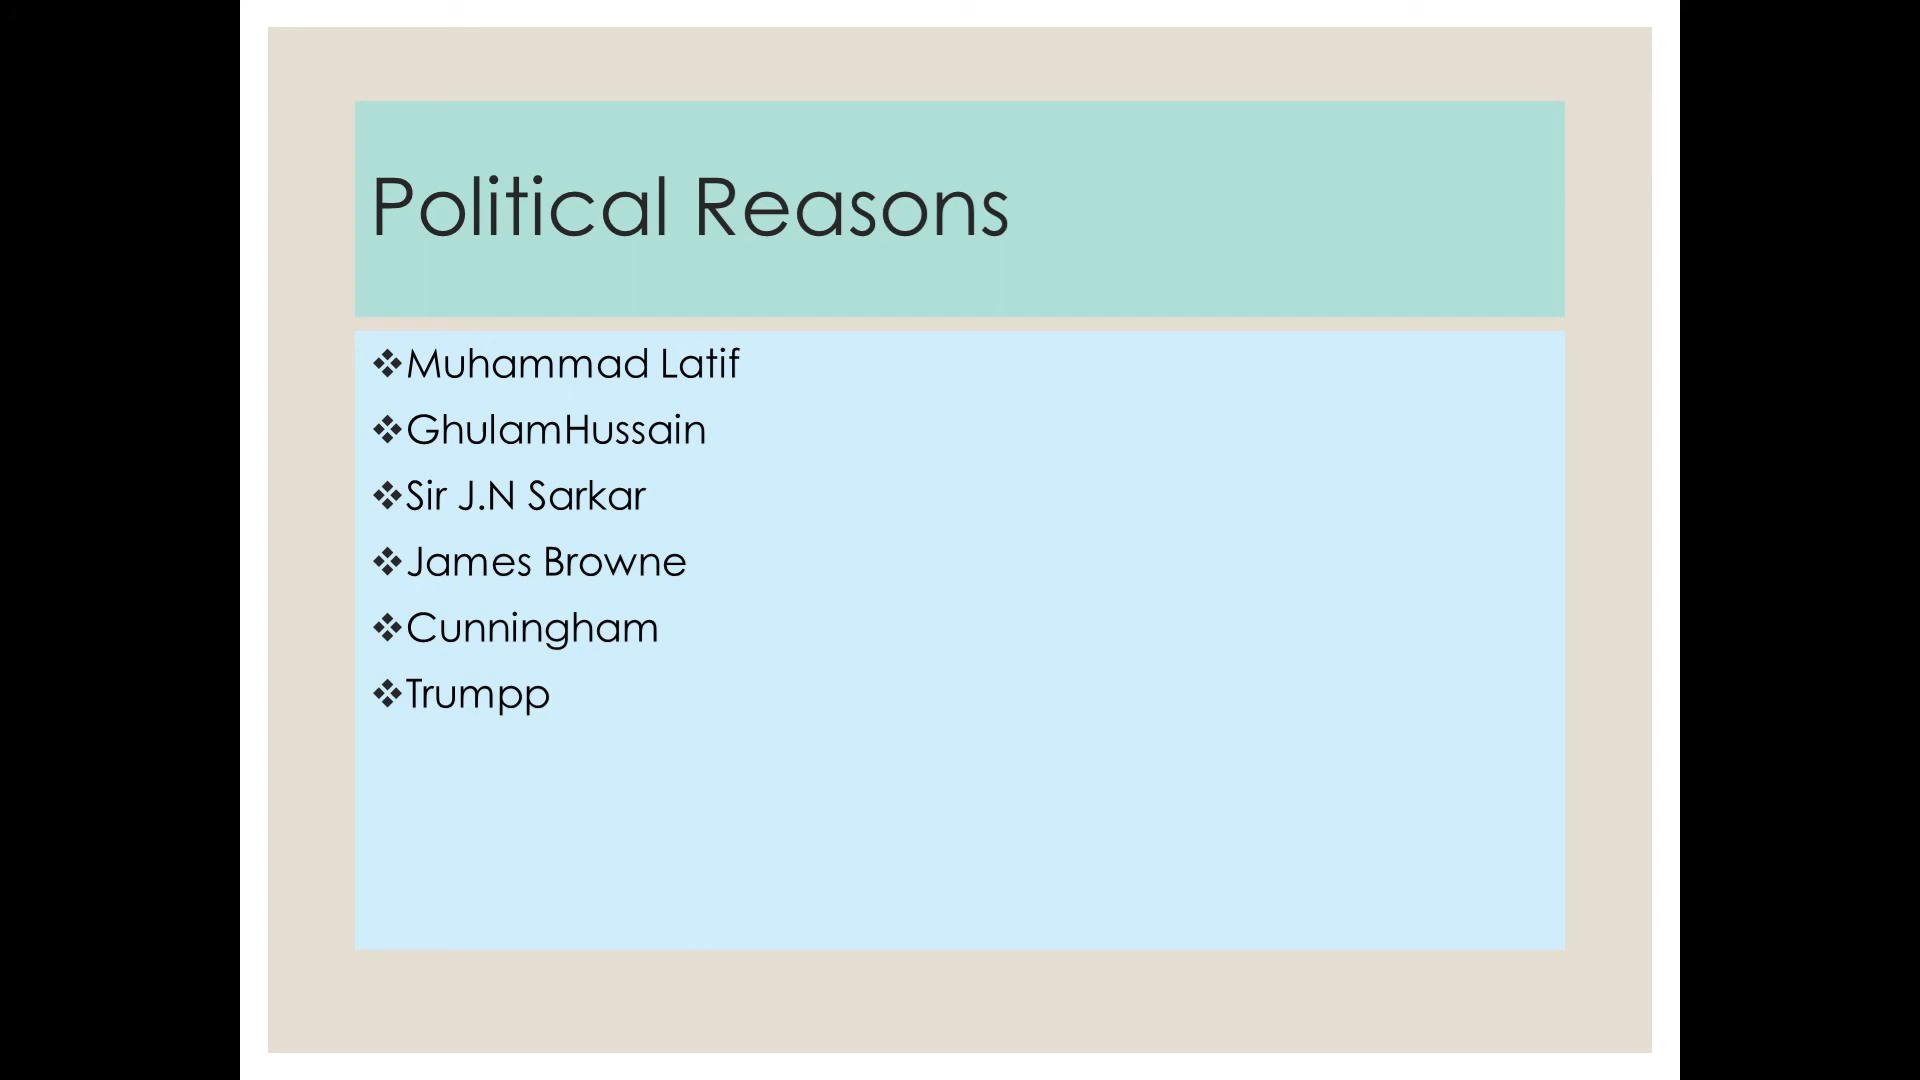 Political Reasons
❖Muhammad Latif
❖GhulamHussain
❖Sir J.N Sarkar
❖James Browne
❖Cunningham
❖Trumpp